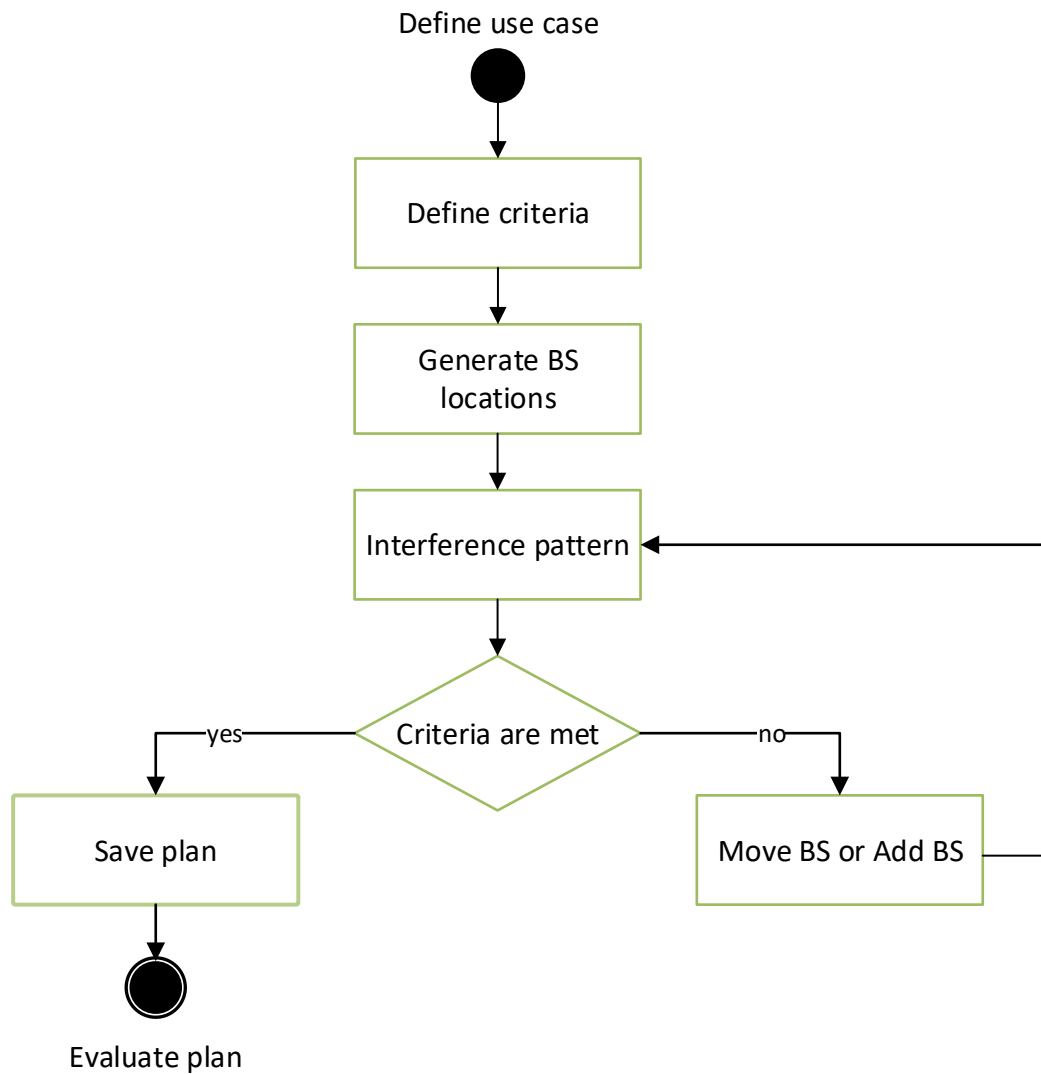 Define use case
Define criteria
Generate BS
locations
Interference pattern
Criteria are met
yes
no
Save plan
Move BS or Add BS
Evaluate plan